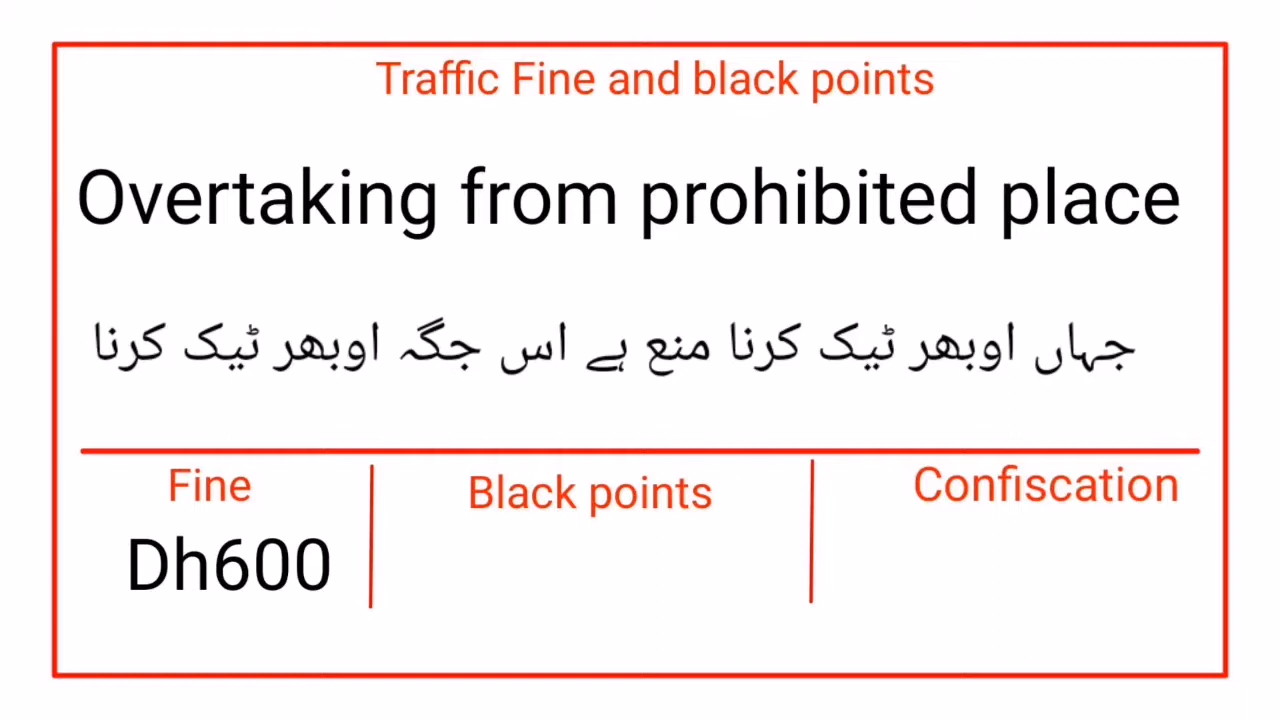 Traffic Fine and black points
Overtaking from prohibited place
جہاں اوبھر ٹیک کرنا منع ہے اس جگہ اوبھر ٹیک کرنا
Fine
Black points
Confiscation
Dh600